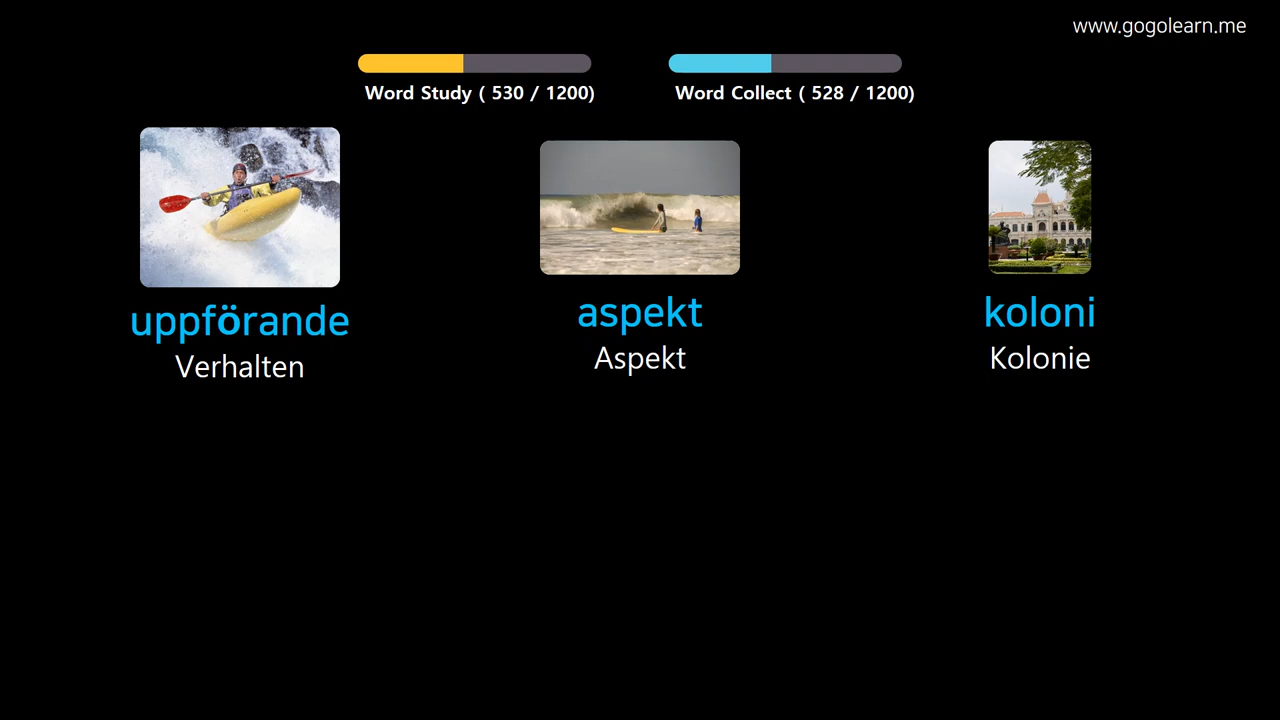 www.gogolearn.me
Word Study ( 530 / 1200)
Word Collect ( 528 / 1200)
uppförande
Verhalten
aspekt
Aspekt
koloni
Kolonie